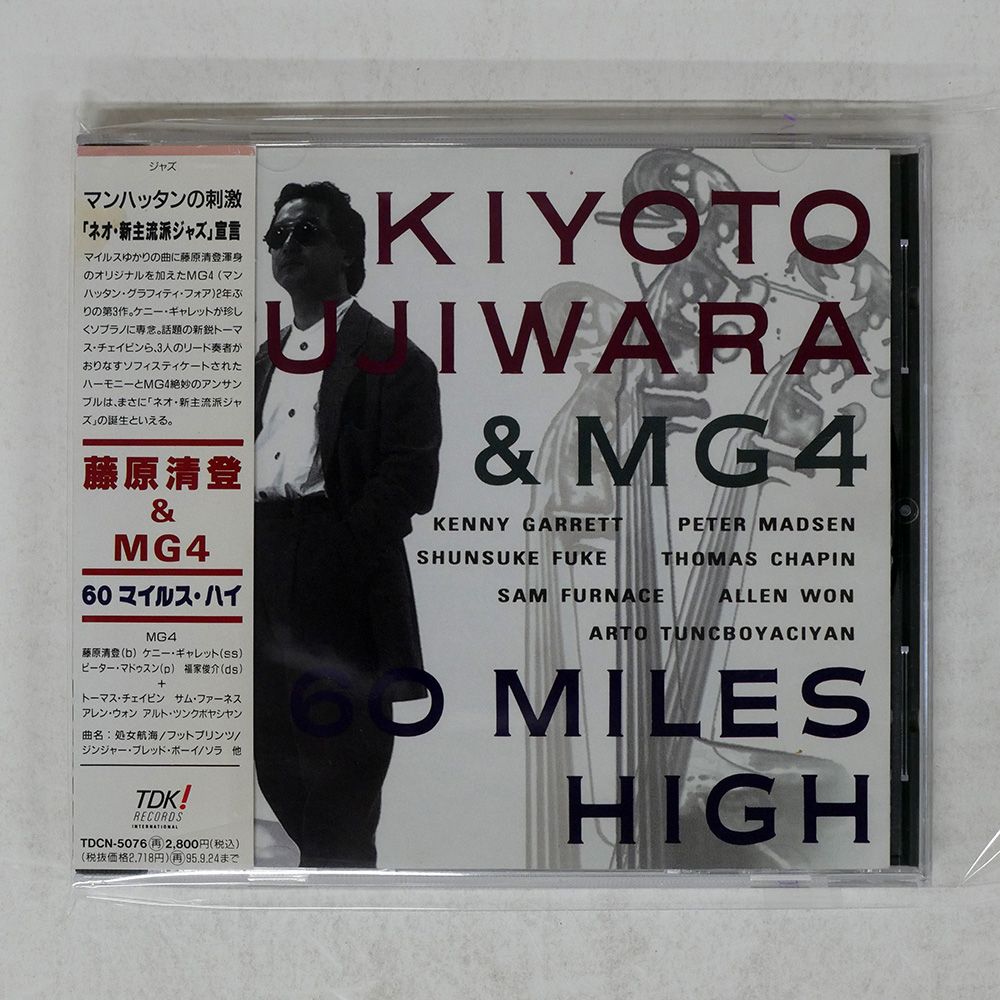 ジャズ
マンハッタンの刺激
「ネオ・新主流派ジャズ」宣言
マイルスゆかりの曲に藤原清登渾身
のオリジナルを加えたMG4(マン
ハッタン・グラフィティ・フォア)2年ぶ
りの第3作。ケニー・ギャレットが珍し
くソプラノに専念。話題の新鋭トーマ
ス・チェイピンら、3人のリード奏者が
おりなすソフィスティケートされた
ハーモニーとMG4絶妙のアンサン
ブルは、まさに「ネオ・新主流派ジャ
ズ」の誕生といえる。
藤原清登
&
MG4
60 マイルス・ハイ
MG4
藤原清登(b) ケニー・ギャレット(ss)
ピーター・マドゥスン(p) 福家俊介(ds)
+
トーマス・チェイピン サム・ファーネス
アレン・ウォン アルト・ツンクボヤシヤン
曲名:処女航海/フットプリンツ/
ジンジャー・ブレッド・ボーイ/ソラ 他
TDK!
RECORDS
INTERNATIONAL
TDCN-5076 再 2,800円(税込)
(税抜価格2,718円) 再 95.9.24まで
KIYOTO
UJIWARA
& MG4
KENNY GARRETT PETER MADSEN
SHUNSUKE FUKE THOMAS CHAPIN
SAM FURNACE ALLEN WON
ARTO TUNCBOYACIYAN
60 MILES
HIGH